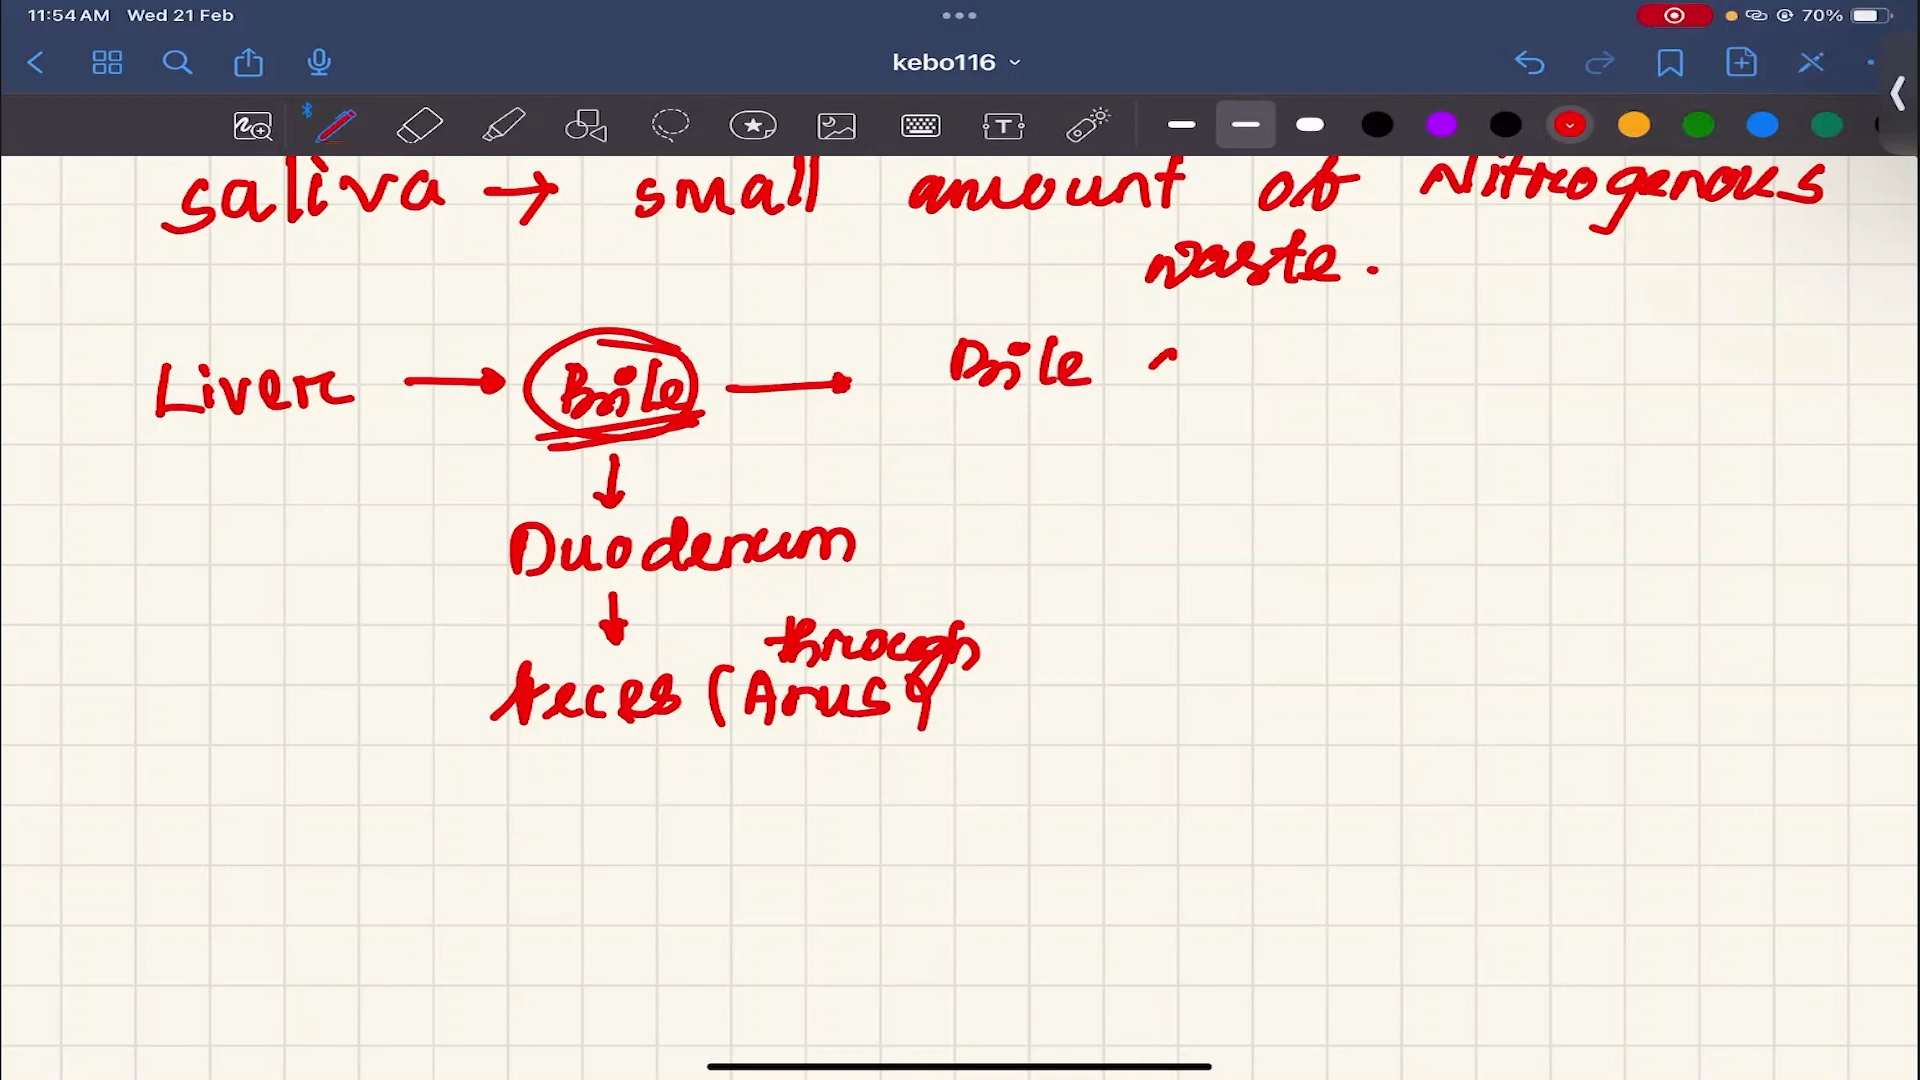 11:54 AM Wed 21 Feb
70%
kebo116
T
saliva → small amount of Nitrogenous
waste.
Liver → Bile → Bile
↓
Duodenum
↓
through
feces (Anus)